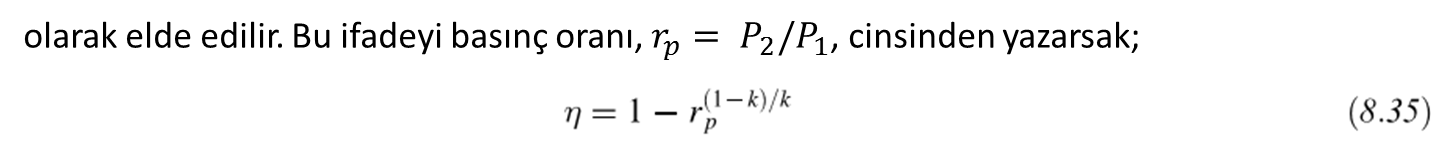 olarak elde edilir. Bu ifadeyi basınç oranı, r_p = P_2/P_1, cinsinden yazarsak;
η = 1 − r_p^{(1−k)/k} (8.35)